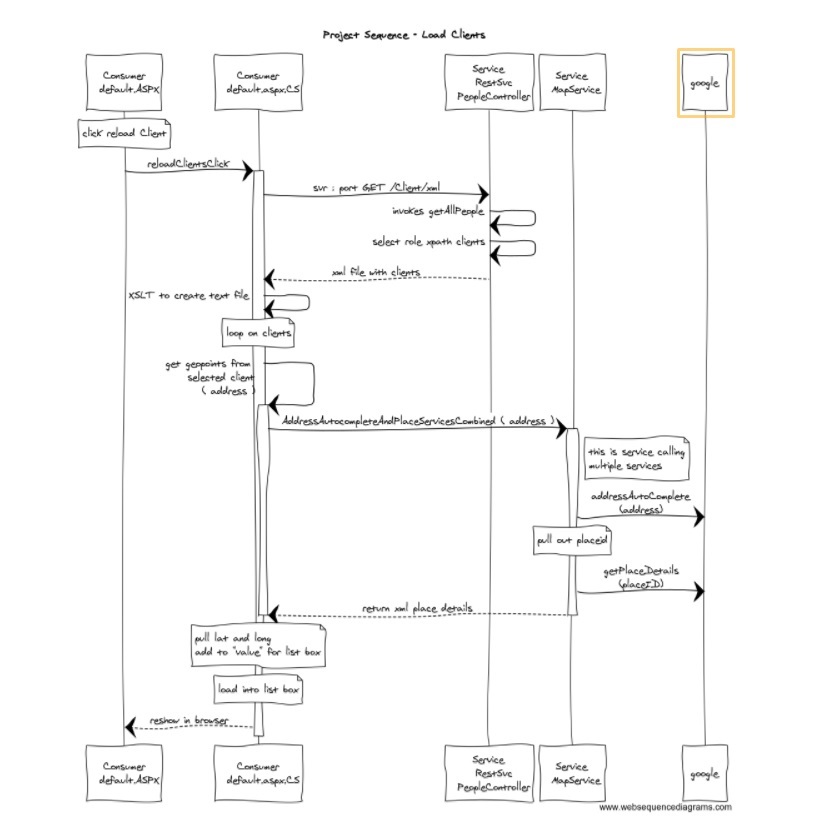 Project Sequence - Load Clients
Consumer
default.ASPX
Consumer
default.aspx.CS
Service
RestSvc
PeopleController
Service
MapService
google
click reload Client
reloadClientsClick
svr : port GET /Client/xml
invokes getAllPeople
select role xpath clients
xml file with clients
XSLT to create text file
loop on clients
get geopoints from
selected client
( address )
AddressAutocompleteAndPlaceServicesCombined ( address )
this is service calling
multiple services
addressAutoComplete
(address)
pull out placeid
getPlaceDetails
(placeID)
return xml place details
pull lat and long
add to "value" for list box
load into list box
reshow in browser
Consumer
default.ASPX
Consumer
default.aspx.CS
Service
RestSvc
PeopleController
Service
MapService
google
www.websequencediagrams.com